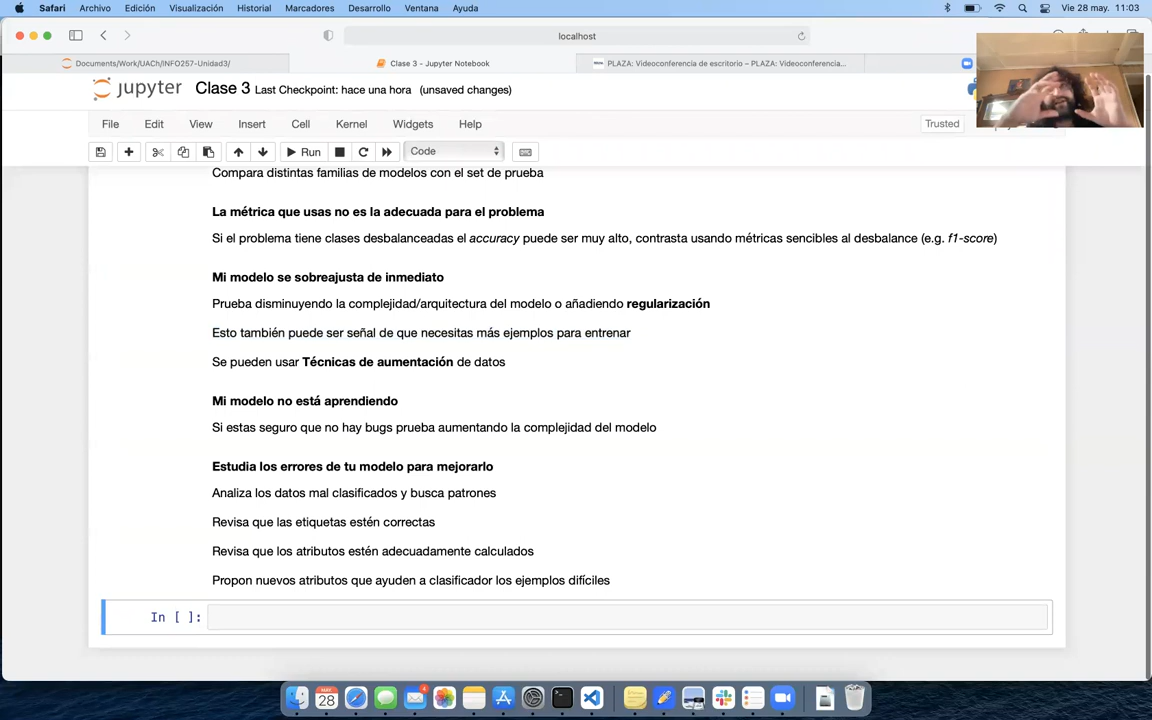 Safari Archivo Edición Visualización Historial Marcadores Desarrollo Ventana Ayuda Vie 28 may. 11:03
localhost
Documents/Work/UACh/INFO257-Unidad3/ Clase 3 - Jupyter Notebook PLAZA: Videoconferencia de escritorio – PLAZA: Videoconferencia...
jupyter Clase 3 Last Checkpoint: hace una hora (unsaved changes)
File Edit View Insert Cell Kernel Widgets Help Trusted
Run Code
Compara distintas familias de modelos con el set de prueba
La métrica que usas no es la adecuada para el problema
Si el problema tiene clases desbalanceadas el accuracy puede ser muy alto, contrasta usando métricas sencibles al desbalance (e.g. f1-score)
Mi modelo se sobreajusta de inmediato
Prueba disminuyendo la complejidad/arquitectura del modelo o añadiendo regularización
Esto también puede ser señal de que necesitas más ejemplos para entrenar
Se pueden usar Técnicas de aumentación de datos
Mi modelo no está aprendiendo
Si estas seguro que no hay bugs prueba aumentando la complejidad del modelo
Estudia los errores de tu modelo para mejorarlo
Analiza los datos mal clasificados y busca patrones
Revisa que las etiquetas estén correctas
Revisa que los atributos estén adecuadamente calculados
Propon nuevos atributos que ayuden a clasificador los ejemplos difíciles
In [ ]:
28